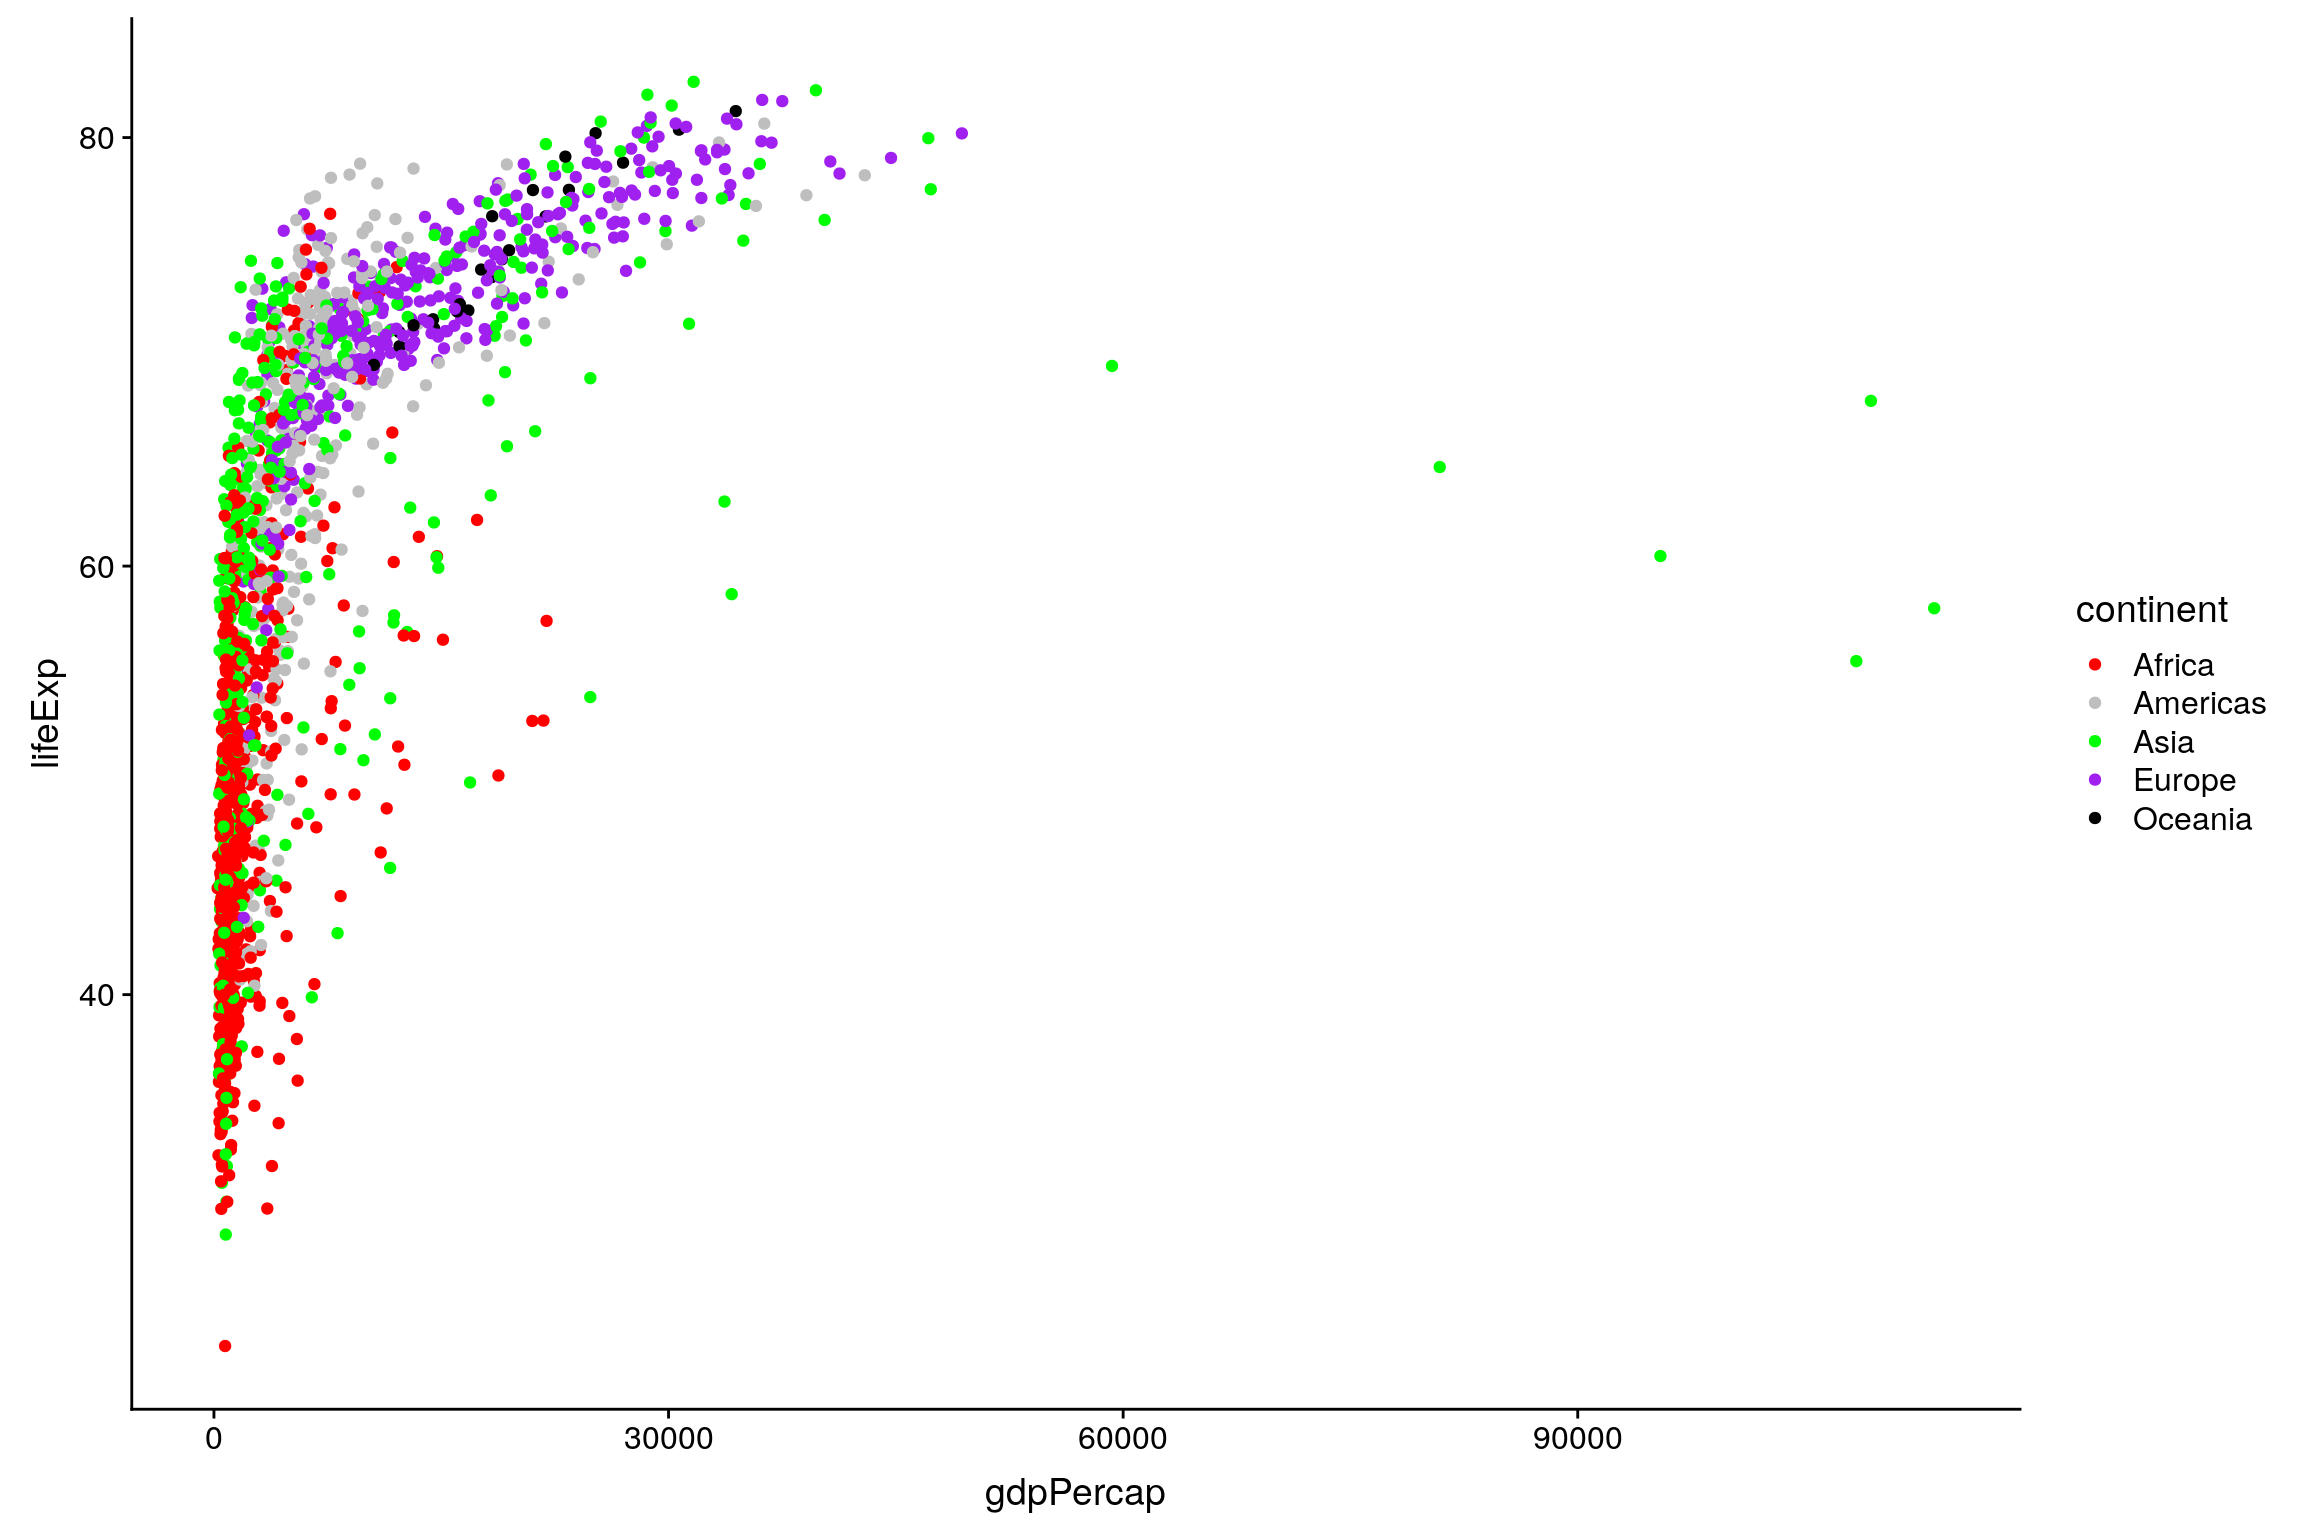 80
60
40
lifeExp
0
30000
60000
90000
gdpPercap
continent
Africa
Americas
Asia
Europe
Oceania